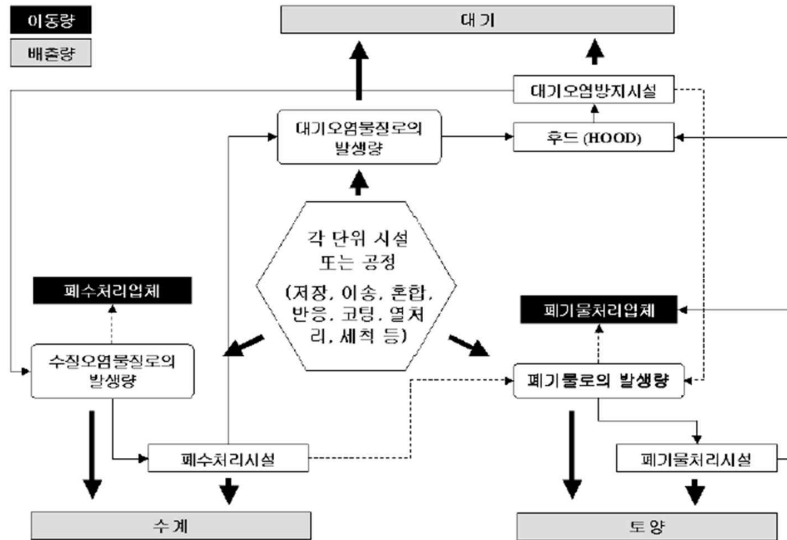 이동량
배출량
대기
대기오염방지시설
대기오염물질로의
발생량
후드 (HOOD)
각 단위 시설
또는 공정
(저장, 이송, 혼합,
반응, 코팅, 열처
리, 세척 등)
폐수처리업체
폐기물처리업체
수질오염물질로의
발생량
폐기물로의 발생량
폐수처리시설
폐기물처리시설
수계
토양